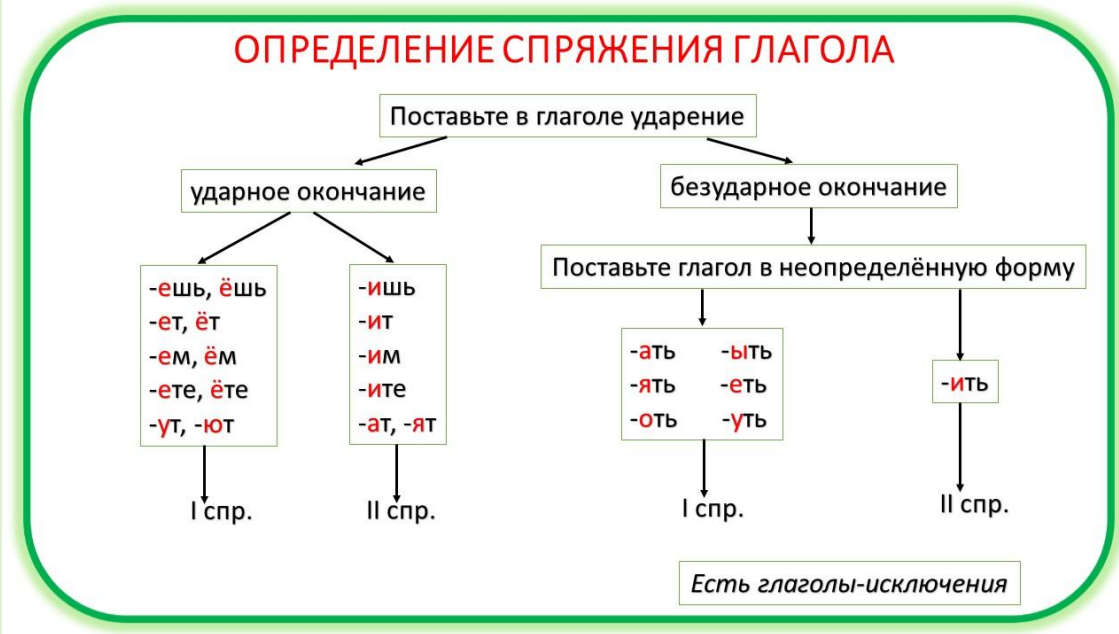 ОПРЕДЕЛЕНИЕ СПРЯЖЕНИЯ ГЛАГОЛА
Поставьте в глаголе ударение
ударное окончание
безударное окончание
Поставьте глагол в неопределённую форму
-ешь, ёшь
-ет, ёт
-ем, ём
-ете, ёте
-ут, -ют
-ишь
-ит
-им
-ите
-ат, -ят
-ать -ыть
-ять -еть
-оть -уть
-ить
I спр.
II спр.
I спр.
II спр.
Есть глаголы-исключения